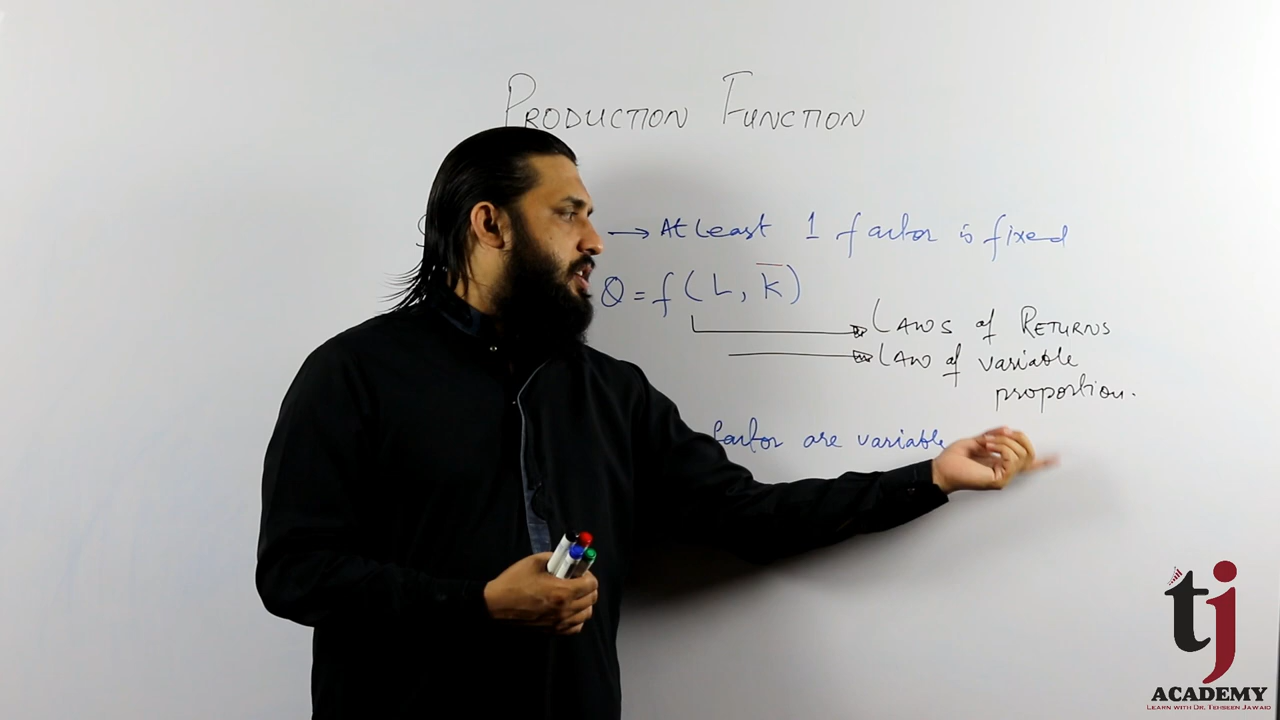 PRODUCTION FUNCTION
→ At Least 1 factor is fixed
Q = f(L, K̅)
LAWS of RETURNS
LAW of variable
proportion.
factor are variable
tj
ACADEMY
LEARN WITH DR. TEHSEEN JAWAID